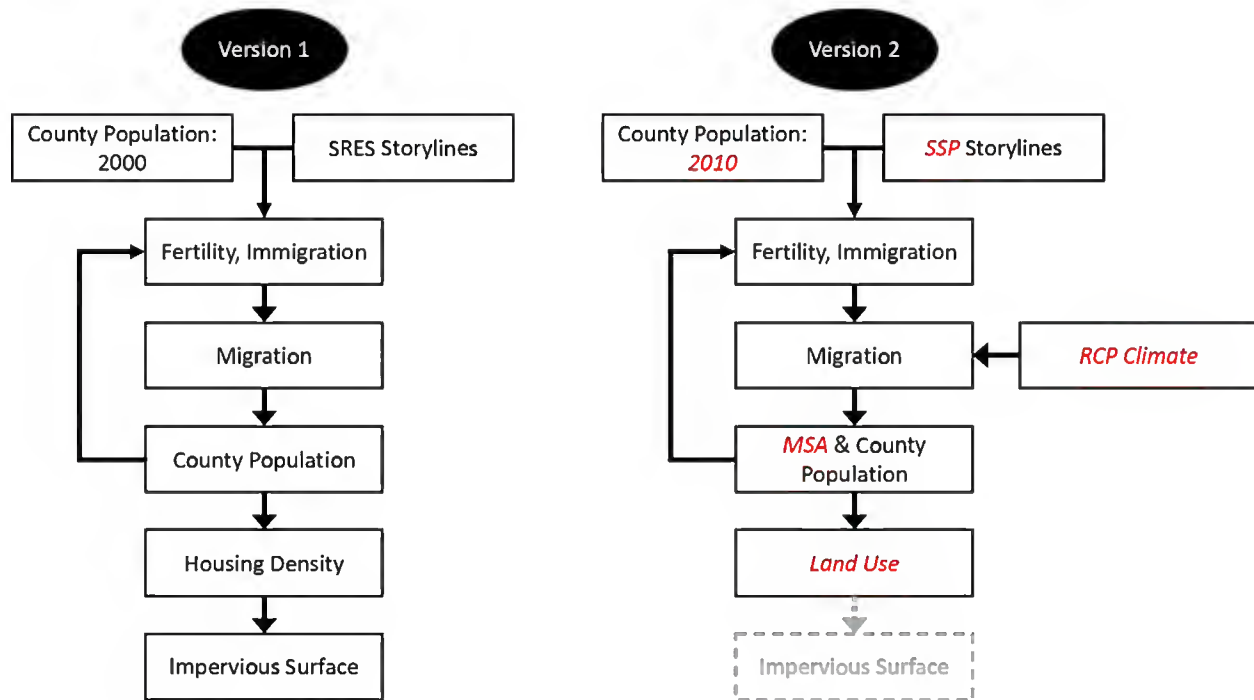 Version 1
County Population:
2000
SRES Storylines
Fertility, Immigration
Migration
County Population
Housing Density
Impervious Surface
Version 2
County Population:
2010
SSP Storylines
Fertility, Immigration
Migration
RCP Climate
MSA & County
Population
Land Use
Impervious Surface